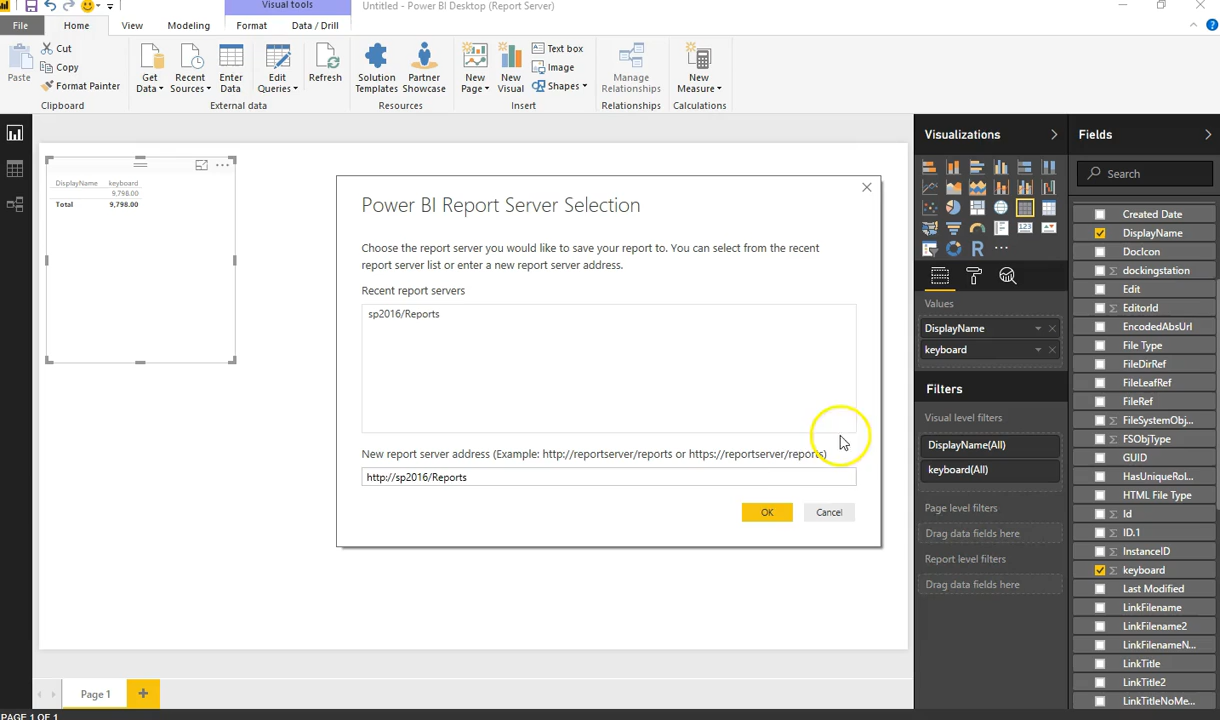 Visual tools
Untitled - Power BI Desktop (Report Server)
File
Home
View
Modeling
Format
Data / Drill
Paste
Cut
Copy
Format Painter
Clipboard
Get Data
Recent Sources
Enter Data
Edit Queries
Refresh
External data
Solution Templates
Partner Showcase
Resources
New Page
New Visual
Text box
Image
Shapes
Insert
Manage Relationships
Relationships
New Measure
Calculations
DisplayName keyboard
9,798.00
Total 9,798.00
Power BI Report Server Selection
Choose the report server you would like to save your report to. You can select from the recent
report server list or enter a new report server address.
Recent report servers
sp2016/Reports
New report server address (Example: http://reportserver/reports or https://reportserver/reports)
http://sp2016/Reports
OK
Cancel
Visualizations
R
Values
DisplayName
keyboard
Filters
Visual level filters
DisplayName(All)
keyboard(All)
Page level filters
Drag data fields here
Report level filters
Drag data fields here
Fields
Search
Created Date
DisplayName
DocIcon
Σ dockingstation
Edit
Σ EditorId
EncodedAbsUrl
File Type
FileDirRef
FileLeafRef
FileRef
Σ FileSystemObj...
Σ FSObjType
GUID
HasUniqueRol...
HTML File Type
Σ Id
Σ ID.1
Σ InstanceID
Σ keyboard
Last Modified
LinkFilename
LinkFilename2
LinkFilenameN...
LinkTitle
LinkTitle2
LinkTitleNoMe...
Page 1
PAGE 1 OF 1